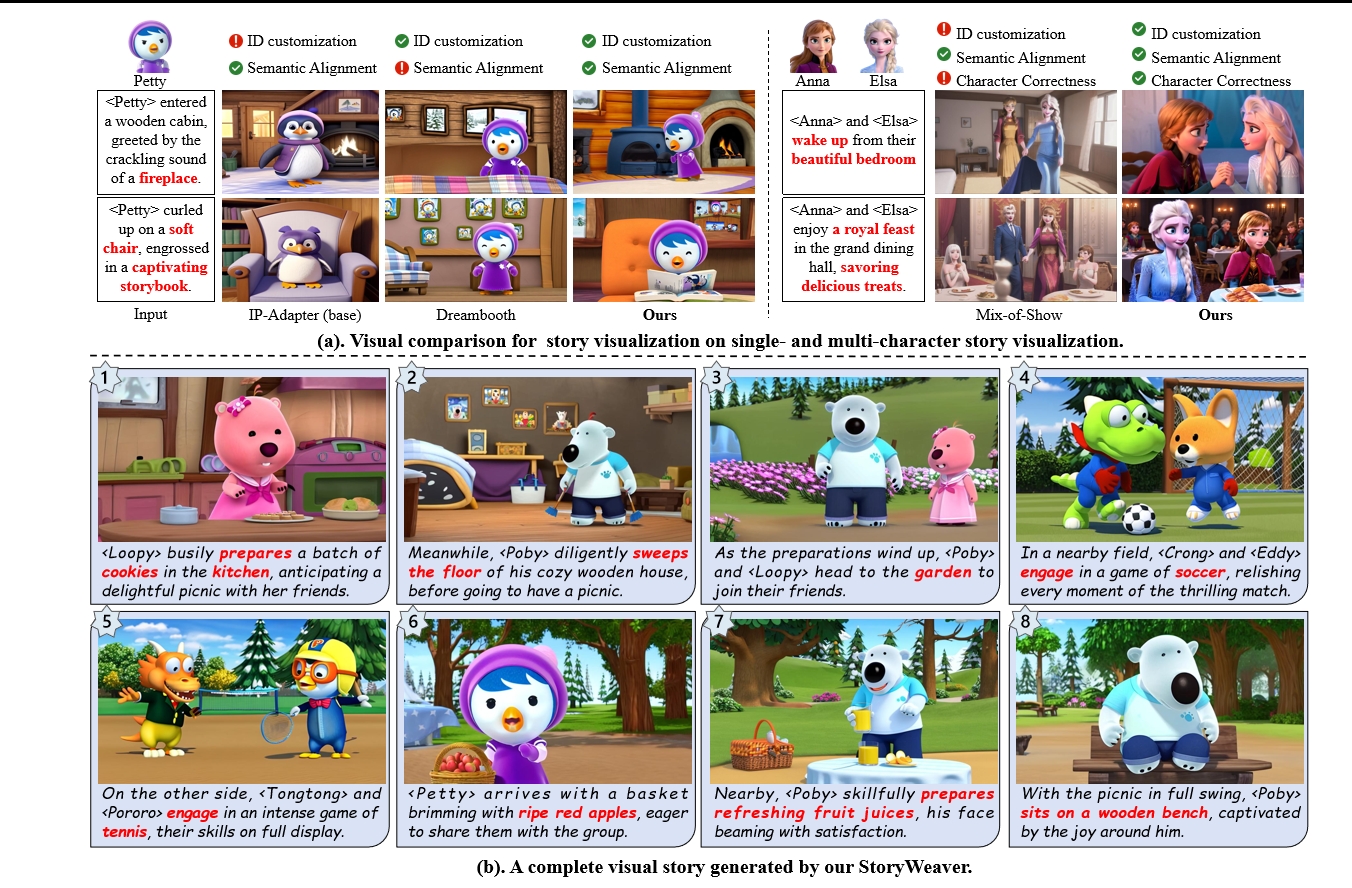 ID customization
Semantic Alignment
ID customization
Semantic Alignment
ID customization
Semantic Alignment
Petty
<Petty> entered
a wooden cabin,
greeted by the
crackling sound
of a fireplace.
<Petty> curled
up on a soft
chair, engrossed
in a captivating
storybook.
Input
IP-Adapter (base)
Dreambooth
Ours
Anna
Elsa
ID customization
Semantic Alignment
Character Correctness
ID customization
Semantic Alignment
Character Correctness
<Anna> and <Elsa>
wake up from their
beautiful bedroom
<Anna> and <Elsa>
enjoy a royal feast
in the grand dining
hall, savoring
delicious treats.
Mix-of-Show
Ours
(a). Visual comparison for story visualization on single- and multi-character story visualization.
1
<Loopy> busily prepares a batch of
cookies in the kitchen, anticipating a
delightful picnic with her friends.
2
Meanwhile, <Poby> diligently sweeps
the floor of his cozy wooden house,
before going to have a picnic.
3
As the preparations wind up, <Poby>
and <Loopy> head to the garden to
join their friends.
4
In a nearby field, <Crong> and <Eddy>
engage in a game of soccer, relishing
every moment of the thrilling match.
5
On the other side, <Tongtong> and
<Pororo> engage in an intense game of
tennis, their skills on full display.
6
<Petty> arrives with a basket
brimming with ripe red apples, eager
to share them with the group.
7
Nearby, <Poby> skillfully prepares
refreshing fruit juices, his face
beaming with satisfaction.
8
With the picnic in full swing, <Poby>
sits on a wooden bench, captivated
by the joy around him.
(b). A complete visual story generated by our StoryWeaver.